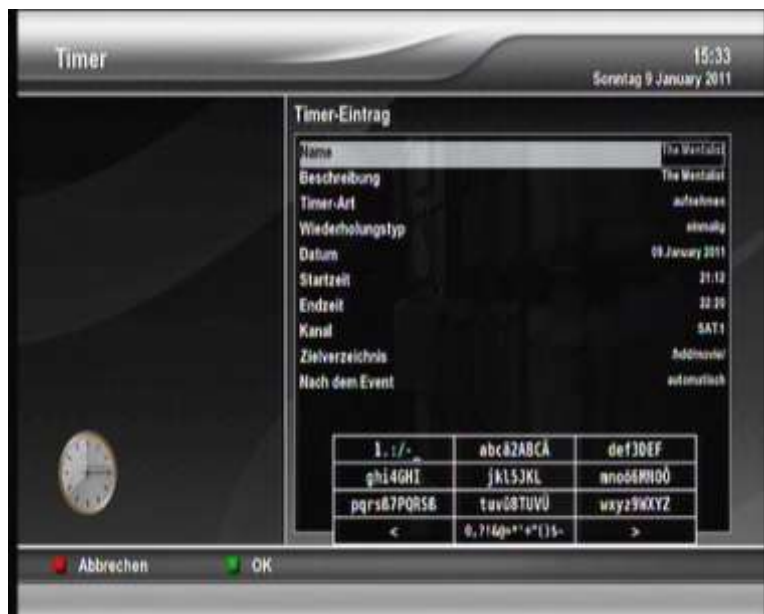 Timer
15:33
Sonntag 9 January 2011
Timer-Eintrag
Name The Mentalist
Beschreibung The Mentalist
Timer-Art aufnehmen
Wiederholungstyp einmalig
Datum 09.January 2011
Startzeit 21:12
Endzeit 22:20
Kanal SAT.1
Zielverzeichnis /hdd/movie/
Nach dem Event automatisch
1.:/-_ abcä2ABCÄ def3DEF
ghi4GHI jkl5JKL mnoö6MNOÖ
pqrsß7PQRSß tuvü8TUVÜ wxyz9WXYZ
< >
Abbrechen OK